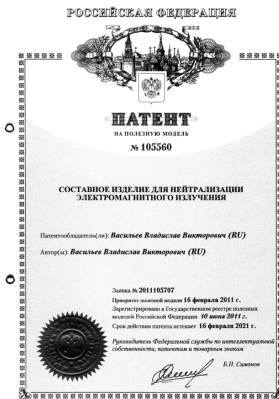 РОССИЙСКАЯ ФЕДЕРАЦИЯ
ПАТЕНТ
НА ПОЛЕЗНУЮ МОДЕЛЬ
№ 105560
СОСТАВНОЕ ИЗДЕЛИЕ ДЛЯ НЕЙТРАЛИЗАЦИИ
ЭЛЕКТРОМАГНИТНОГО ИЗЛУЧЕНИЯ
Патентообладатель(ли): Васильев Владислав Викторович (RU)
Автор(ы): Васильев Владислав Викторович (RU)
Заявка № 2011105707
Приоритет полезной модели 16 февраля 2011 г.
Зарегистрировано в Государственном реестре полезных
моделей Российской Федерации 10 июня 2011 г.
Срок действия патента истекает 16 февраля 2021 г.
Руководитель Федеральной службы по интеллектуальной
собственности, патентам и товарным знакам
Б.П. Симонов